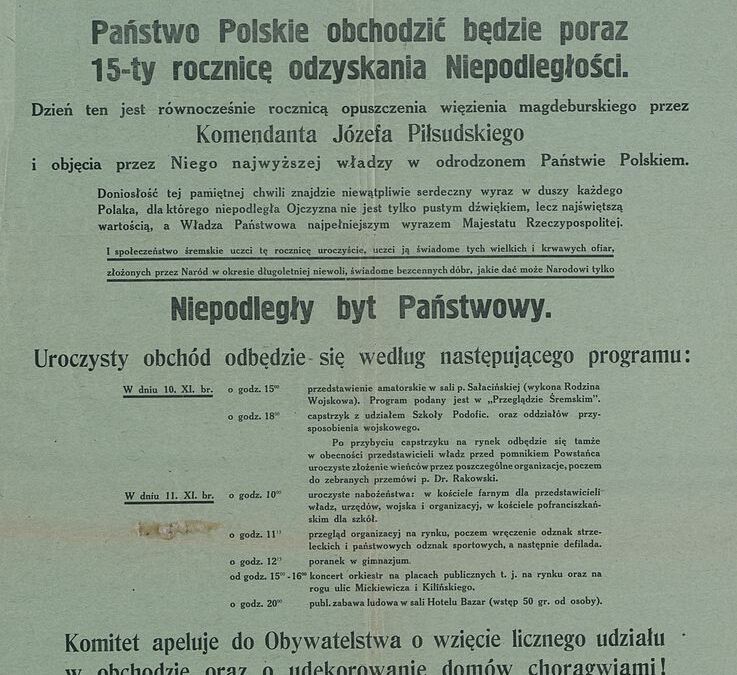 Państwo Polskie obchodzić będzie poraz
15-ty rocznicę odzyskania Niepodległości.
Dzień ten jest równocześnie rocznicą opuszczenia więzienia magdeburskiego przez
Komendanta Józefa Piłsudskiego
i objęcia przez Niego najwyższej władzy w odrodzonem Państwie Polskiem.
Doniosłość tej pamiętnej chwili znajdzie niewątpliwie serdeczny wyraz w duszy każdego
Polaka, dla którego niepodległa Ojczyzna nie jest tylko pustym dźwiękiem, lecz najświętszą
wartością, a Władza Państwowa najpełniejszym wyrazem Majestatu Rzeczypospolitej.
I społeczeństwo śremskie uczci tę rocznicę uroczyście, uczci ją świadome tych wielkich i krwawych ofiar,
złożonych przez Naród w okresie długoletniej niewoli, świadome bezcennych dóbr, jakie dać może Narodowi tylko
Niepodległy byt Państwowy.
Uroczysty obchód odbędzie się według następującego programu:
W dniu 10. XI. br. o godz. 15⁰⁰ przedstawienie amatorskie w sali p. Sałacińskiej (wykona Rodzina
Wojskowa). Program podany jest w „Przeglądzie Śremskim".
o godz. 18⁰⁰ capstrzyk z udziałem Szkoły Podofic. oraz oddziałów przy-
sposobienia wojskowego.
Po przybyciu capstrzyku na rynek odbędzie się tamże
w obecności przedstawicieli władz przed pomnikiem Powstańca
uroczyste złożenie wieńców przez poszczególne organizacje, poczem
do zebranych przemówi p. Dr. Rakowski.
W dniu 11. XI. br. o godz. 10⁰⁰ uroczyste nabożeństwa: w kościele farnym dla przedstawicieli
władz, urzędów, wojska i organizacyj, w kościele pofranciszkań-
skim dla szkół.
o godz. 11¹⁵ przegląd organizacyj na rynku, poczem wręczenie odznak strze-
leckich i państwowych odznak sportowych, a następnie defilada.
o godz. 12¹⁵ poranek w gimnazjum.
od godz. 15⁰⁰-16⁰⁰ koncert orkiestr na placach publicznych t. j. na rynku oraz na
rogu ulic Mickiewicza i Kilińskiego.
o godz. 20⁰⁰ publ. zabawa ludowa w sali Hotelu Bazar (wstęp 50 gr. od osoby).
Komitet apeluje do Obywatelstwa o wzięcie licznego udziału
w obchodzie oraz o udekorowanie domów chorągwiami!